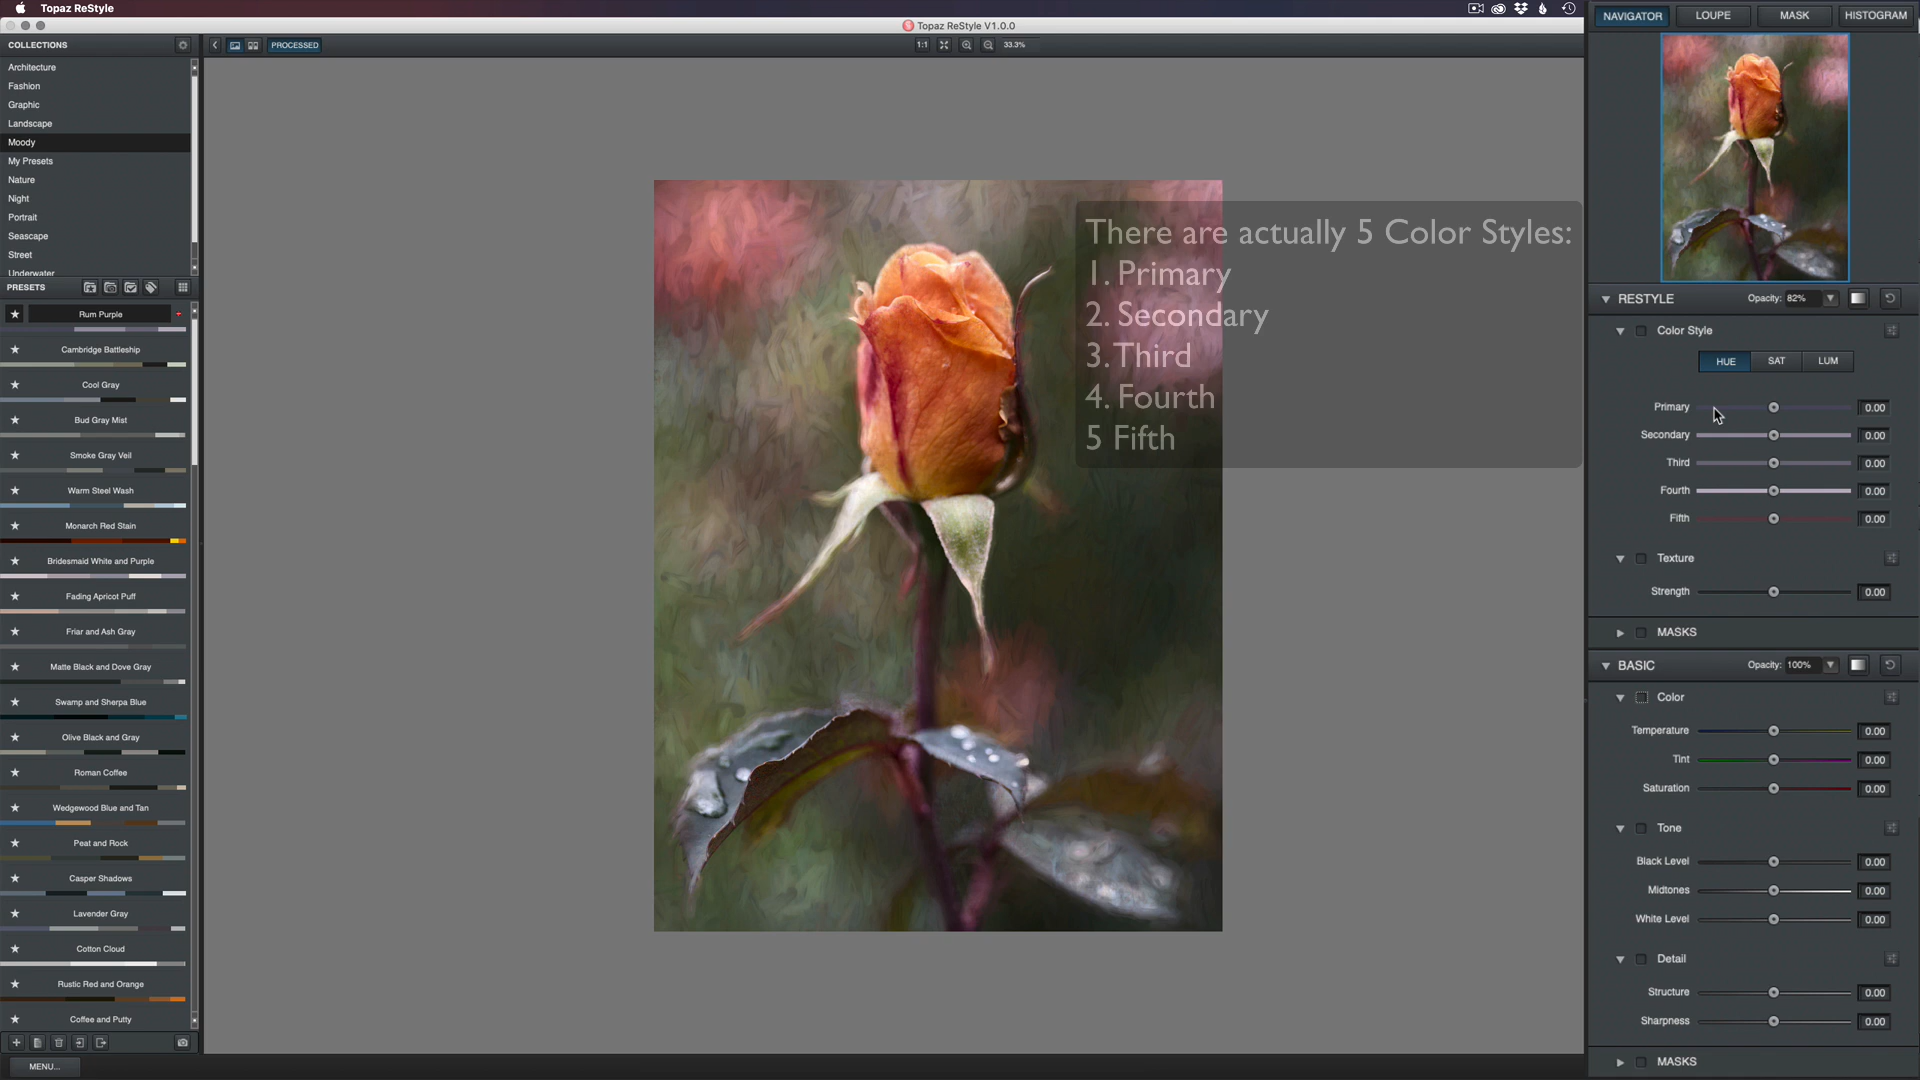 Topaz ReStyle
Topaz ReStyle V1.0.0
COLLECTIONS
Architecture
Fashion
Graphic
Landscape
Moody
My Presets
Nature
Night
Portrait
Seascape
Street
Underwater
PRESETS
Rum Purple
Cambridge Battleship
Cool Gray
Bud Gray Mist
Smoke Gray Veil
Warm Steel Wash
Monarch Red Stain
Bridesmaid White and Purple
Fading Apricot Puff
Friar and Ash Gray
Matte Black and Dove Gray
Swamp and Sherpa Blue
Olive Black and Gray
Roman Coffee
Wedgewood Blue and Tan
Peat and Rock
Casper Shadows
Lavender Gray
Cotton Cloud
Rustic Red and Orange
Coffee and Putty
MENU...
PROCESSED
1:1
33.3%
There are actually 5 Color Styles:
1. Primary
2. Secondary
3. Third
4. Fourth
5 Fifth
NAVIGATOR LOUPE MASK HISTOGRAM
RESTYLE Opacity: 82%
Color Style
HUE SAT LUM
Primary 0.00
Secondary 0.00
Third 0.00
Fourth 0.00
Fifth 0.00
Texture
Strength 0.00
MASKS
BASIC Opacity: 100%
Color
Temperature 0.00
Tint 0.00
Saturation 0.00
Tone
Black Level 0.00
Midtones 0.00
White Level 0.00
Detail
Structure 0.00
Sharpness 0.00
MASKS